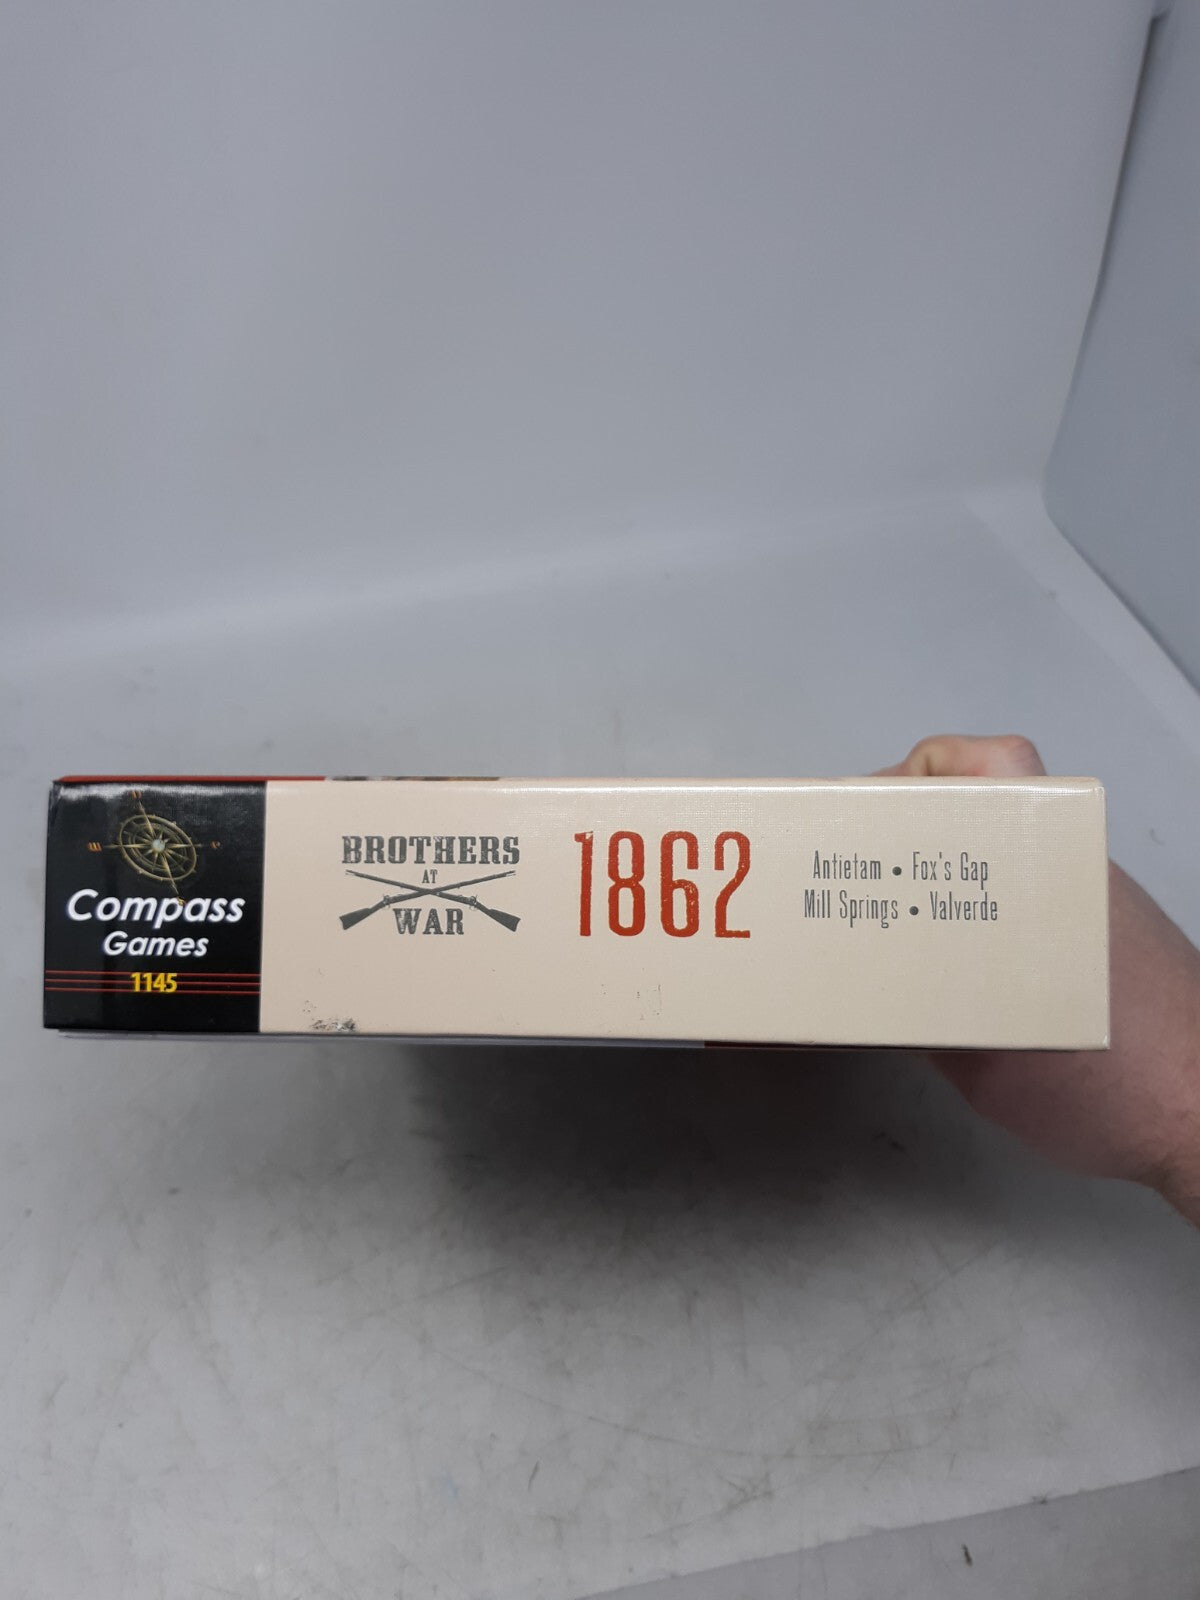 Compass
Games
1145
BROTHERS
AT
WAR
1862
Antietam • Fox's Gap
Mill Springs • Valverde